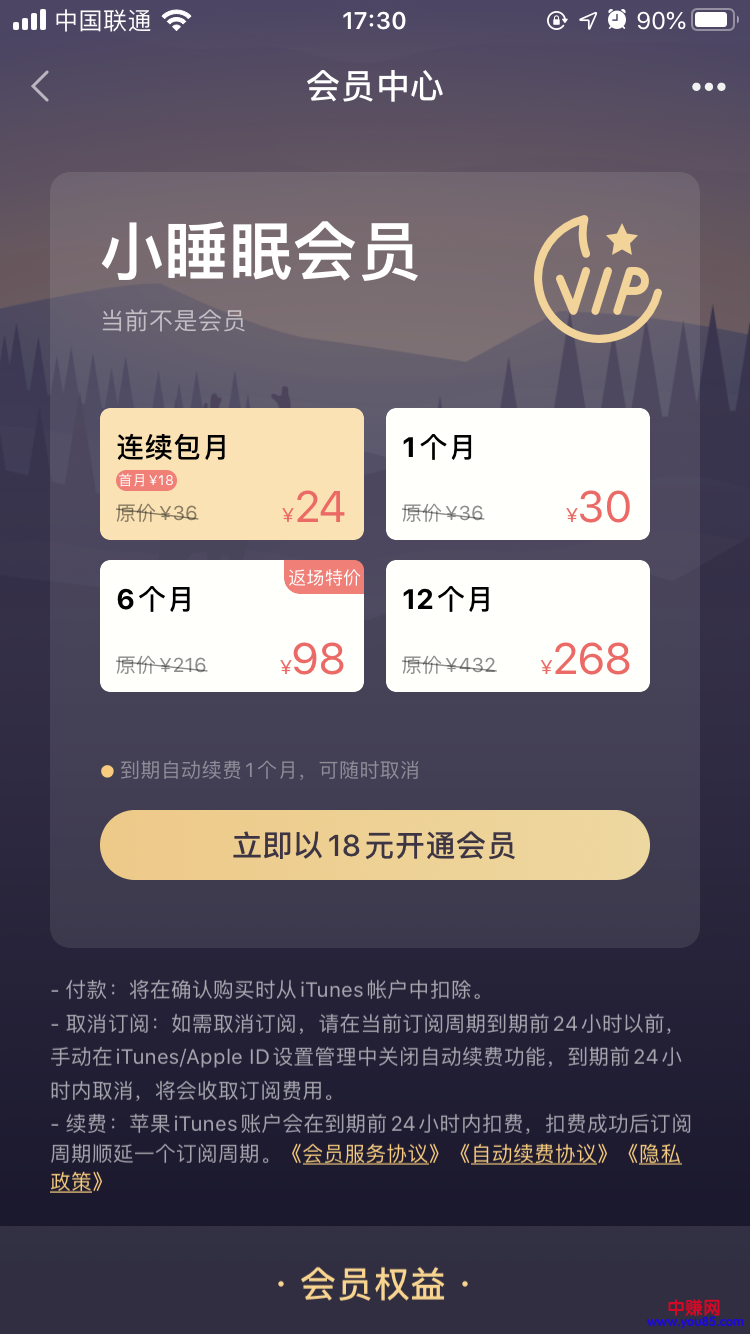 中国联通 17:30 90%
会员中心
小睡眠会员
VIP
当前不是会员
连续包月
首月¥18
原价¥36 ¥24
1个月
原价¥36 ¥30
6个月
返场特价
原价¥216 ¥98
12个月
原价¥432 ¥268
到期自动续费1个月，可随时取消
立即以18元开通会员
- 付款：将在确认购买时从iTunes帐户中扣除。
- 取消订阅：如需取消订阅，请在当前订阅周期到期前24小时以前，
手动在iTunes/Apple ID设置管理中关闭自动续费功能，到期前24小
时内取消，将会收取订阅费用。
- 续费：苹果iTunes账户会在到期前24小时内扣费，扣费成功后订阅
周期顺延一个订阅周期。《会员服务协议》《自动续费协议》《隐私
政策》
· 会员权益 ·
中赚网
www.you85.com